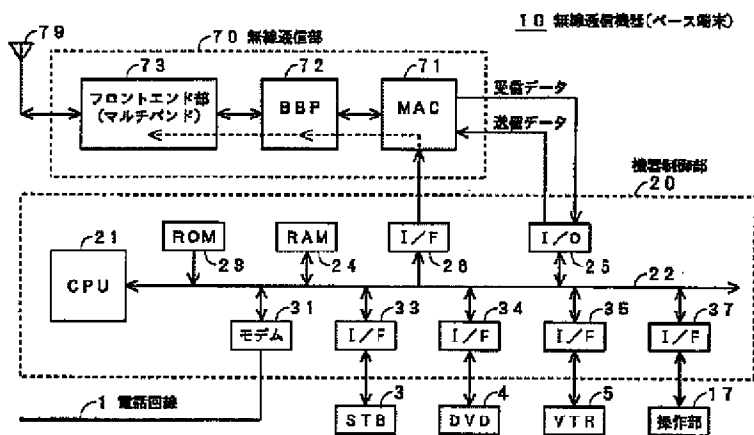 79
70 無線通信部
10 無線通信機器(ベース端末)
73
フロントエンド部
(マルチバンド)
72
BBP
71
MAC
受信データ
送信データ
機器制御部
20
21
CPU
ROM
23
RAM
24
I/F
26
I/O
25
22
31
モデム
33
I/F
34
I/F
36
I/F
37
I/F
1 電話回線
3
STB
4
DVD
5
VTR
17
操作部